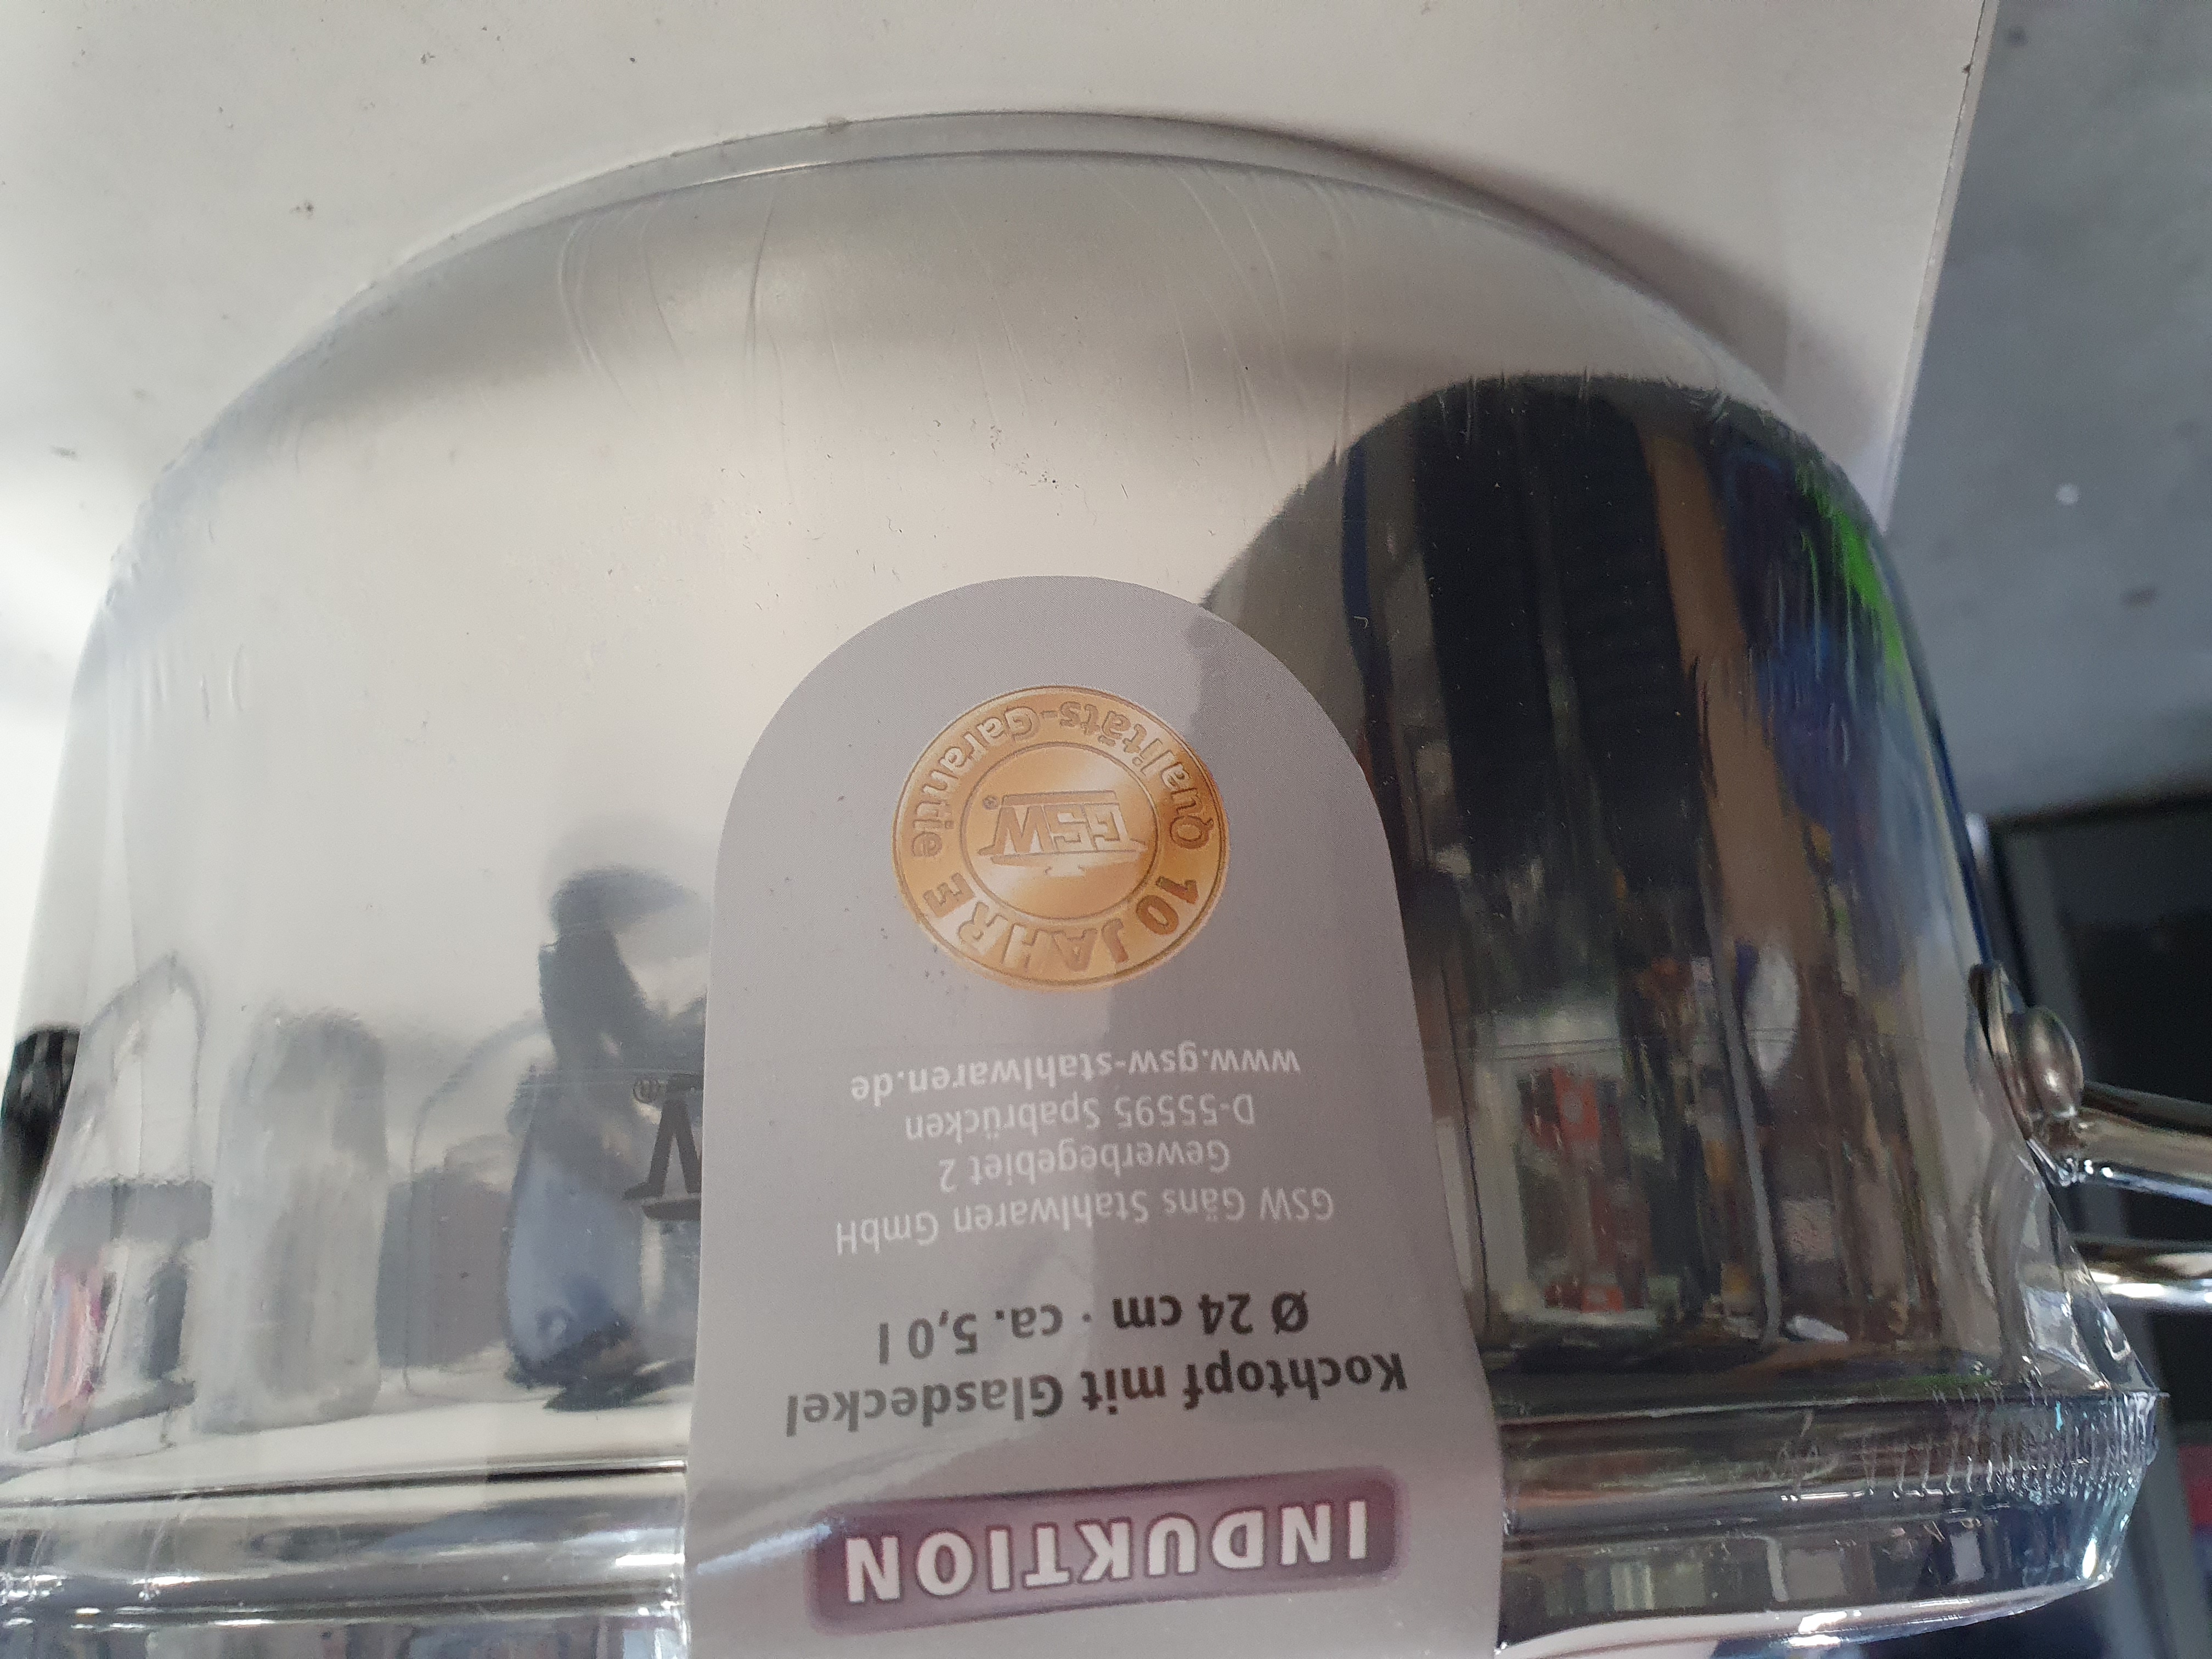 INDUKTION
Kochtopf mit Glasdeckel
Ø 24 cm · ca. 5,0 l
GSW Gäns Stahlwaren GmbH
Gewerbegebiet 2
D-55595 Spabrücken
www.gsw-stahlwaren.de
10 JAHRE
GSW®
Qualitäts-Garantie
W®